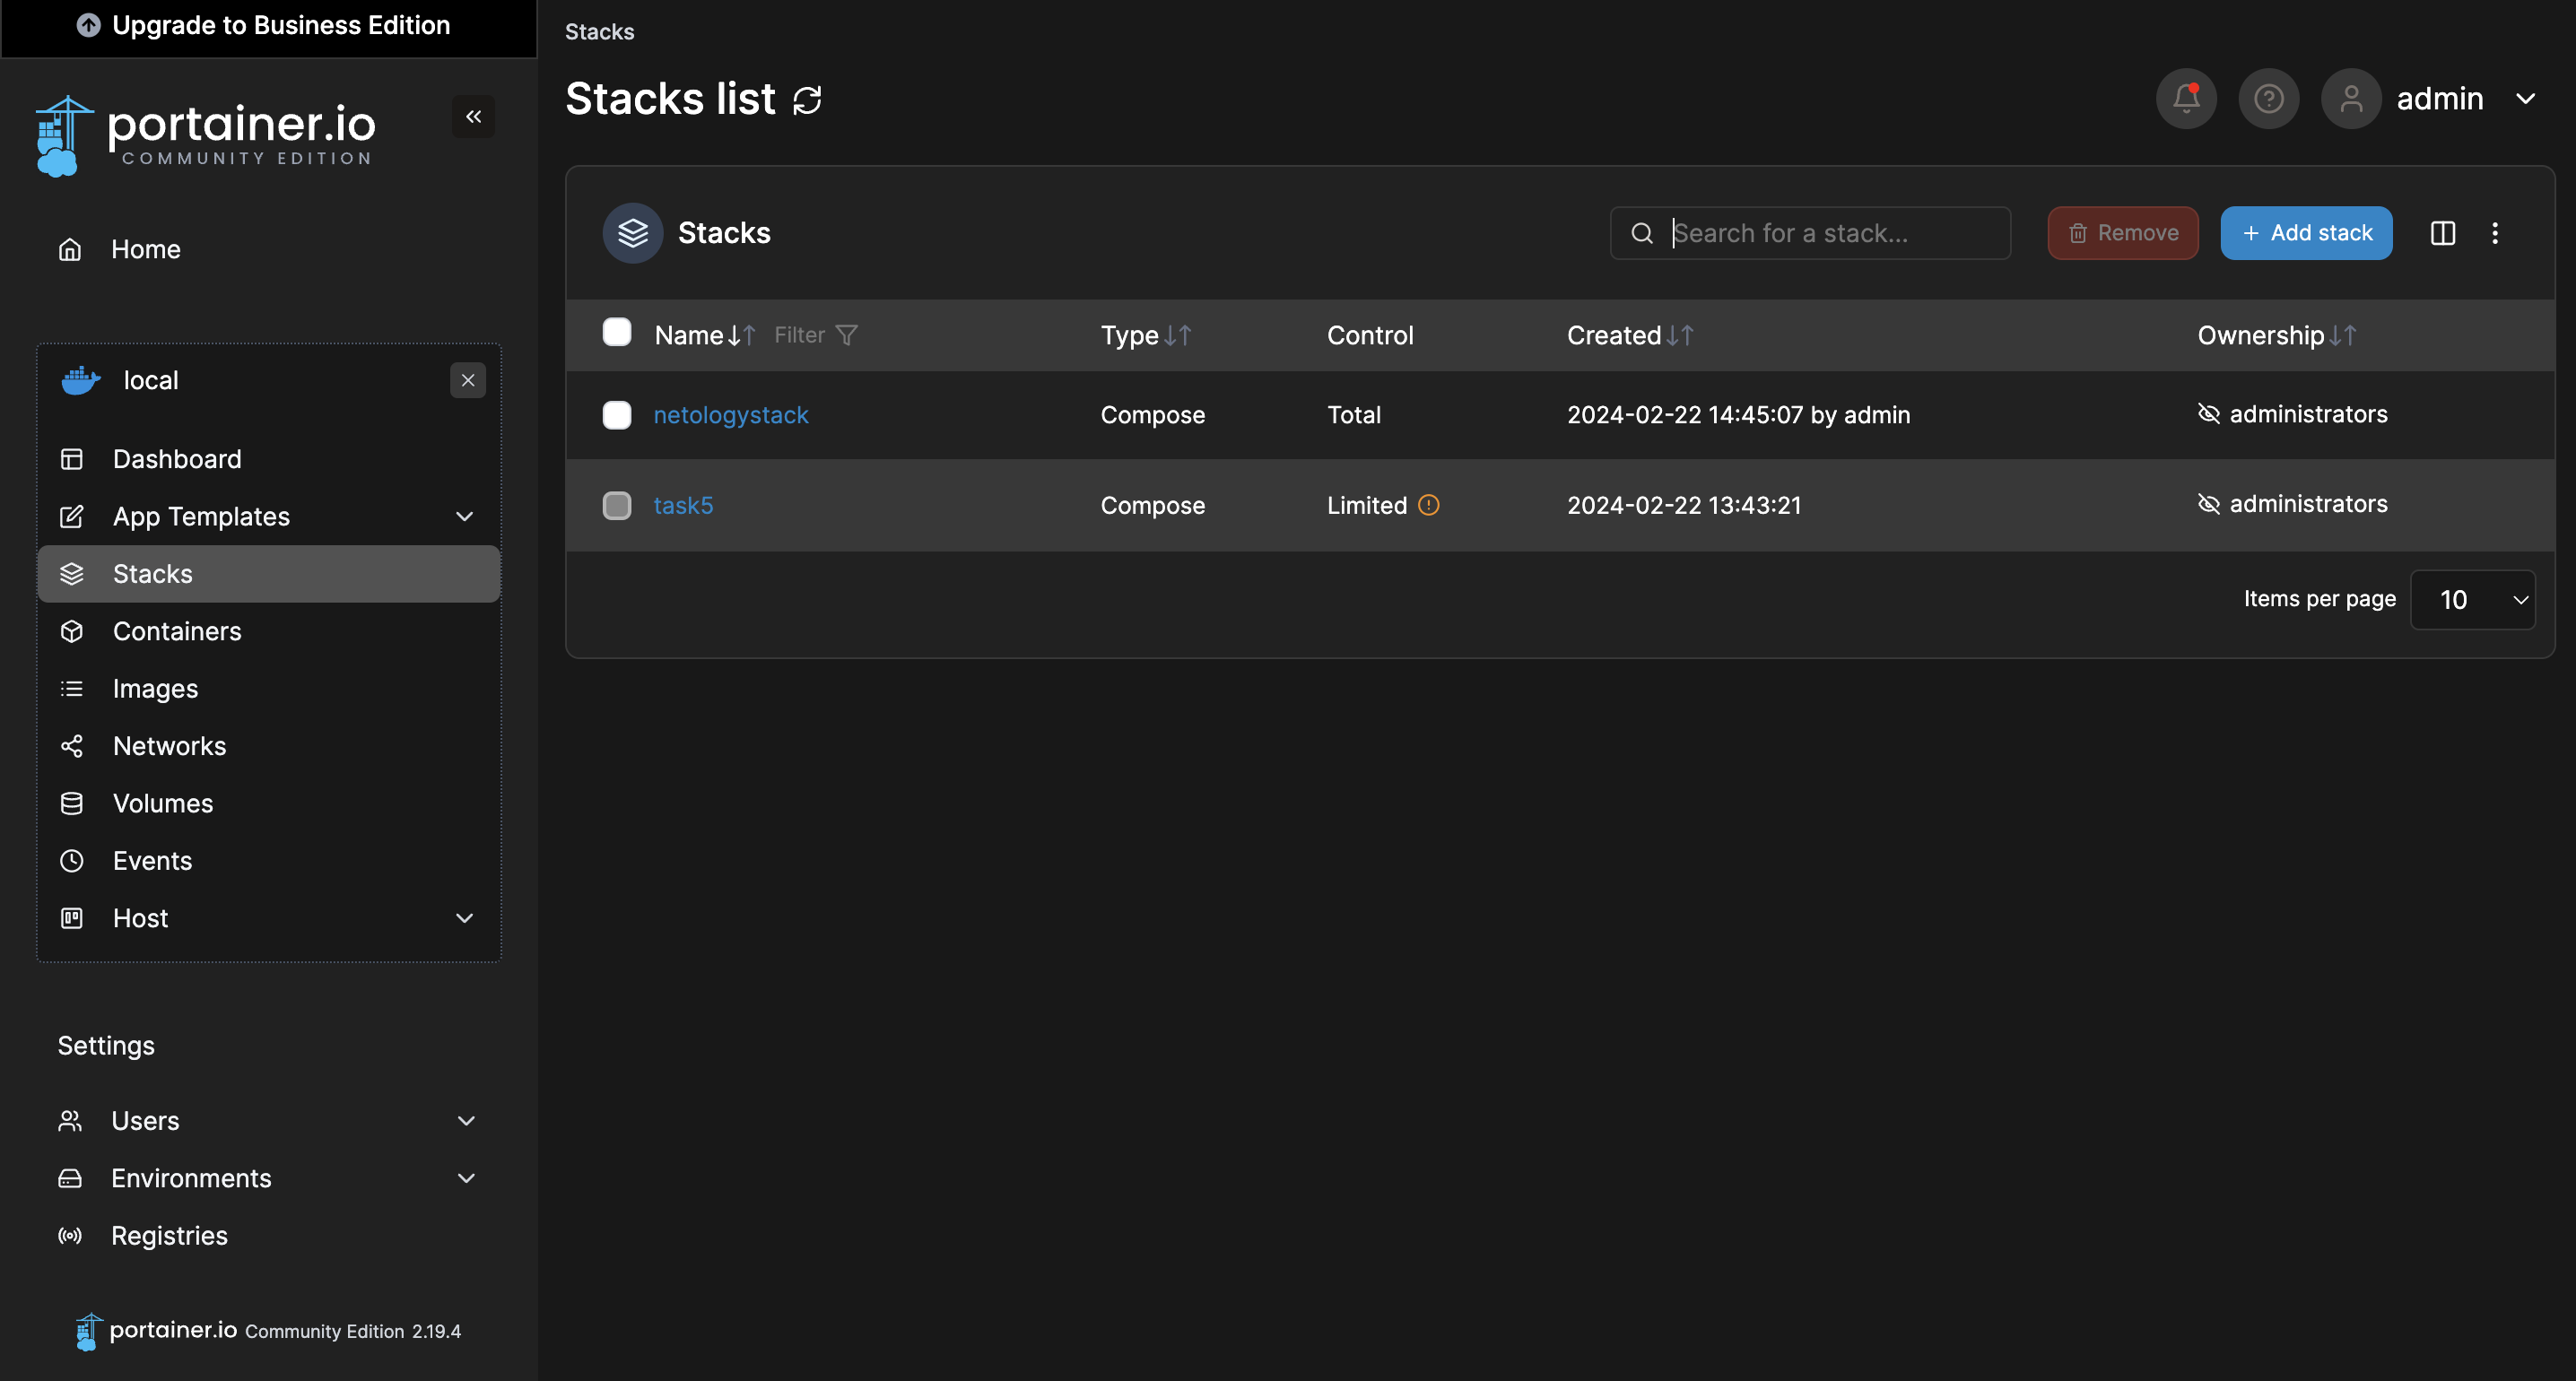 Upgrade to Business Edition
portainer.io
COMMUNITY EDITION
Home
local
Dashboard
App Templates
Stacks
Containers
Images
Networks
Volumes
Events
Host
Settings
Users
Environments
Registries
portainer.io Community Edition 2.19.4
Stacks
Stacks list
admin
Stacks
Search for a stack...
Remove
Add stack
Name Filter Type Control Created Ownership
netologystack Compose Total 2024-02-22 14:45:07 by admin administrators
task5 Compose Limited 2024-02-22 13:43:21 administrators
Items per page 10